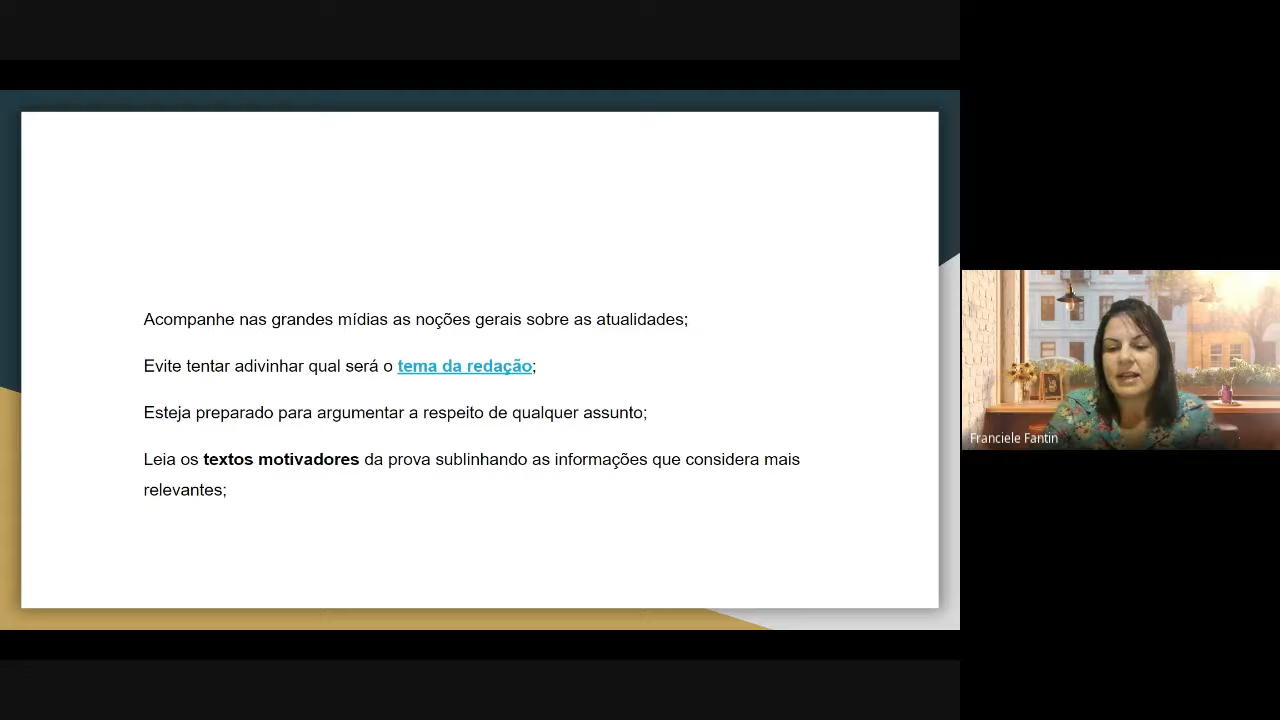 Acompanhe nas grandes mídias as noções gerais sobre as atualidades;
Evite tentar adivinhar qual será o tema da redação;
Esteja preparado para argumentar a respeito de qualquer assunto;
Leia os textos motivadores da prova sublinhando as informações que considera mais
relevantes;
Franciele Fantin